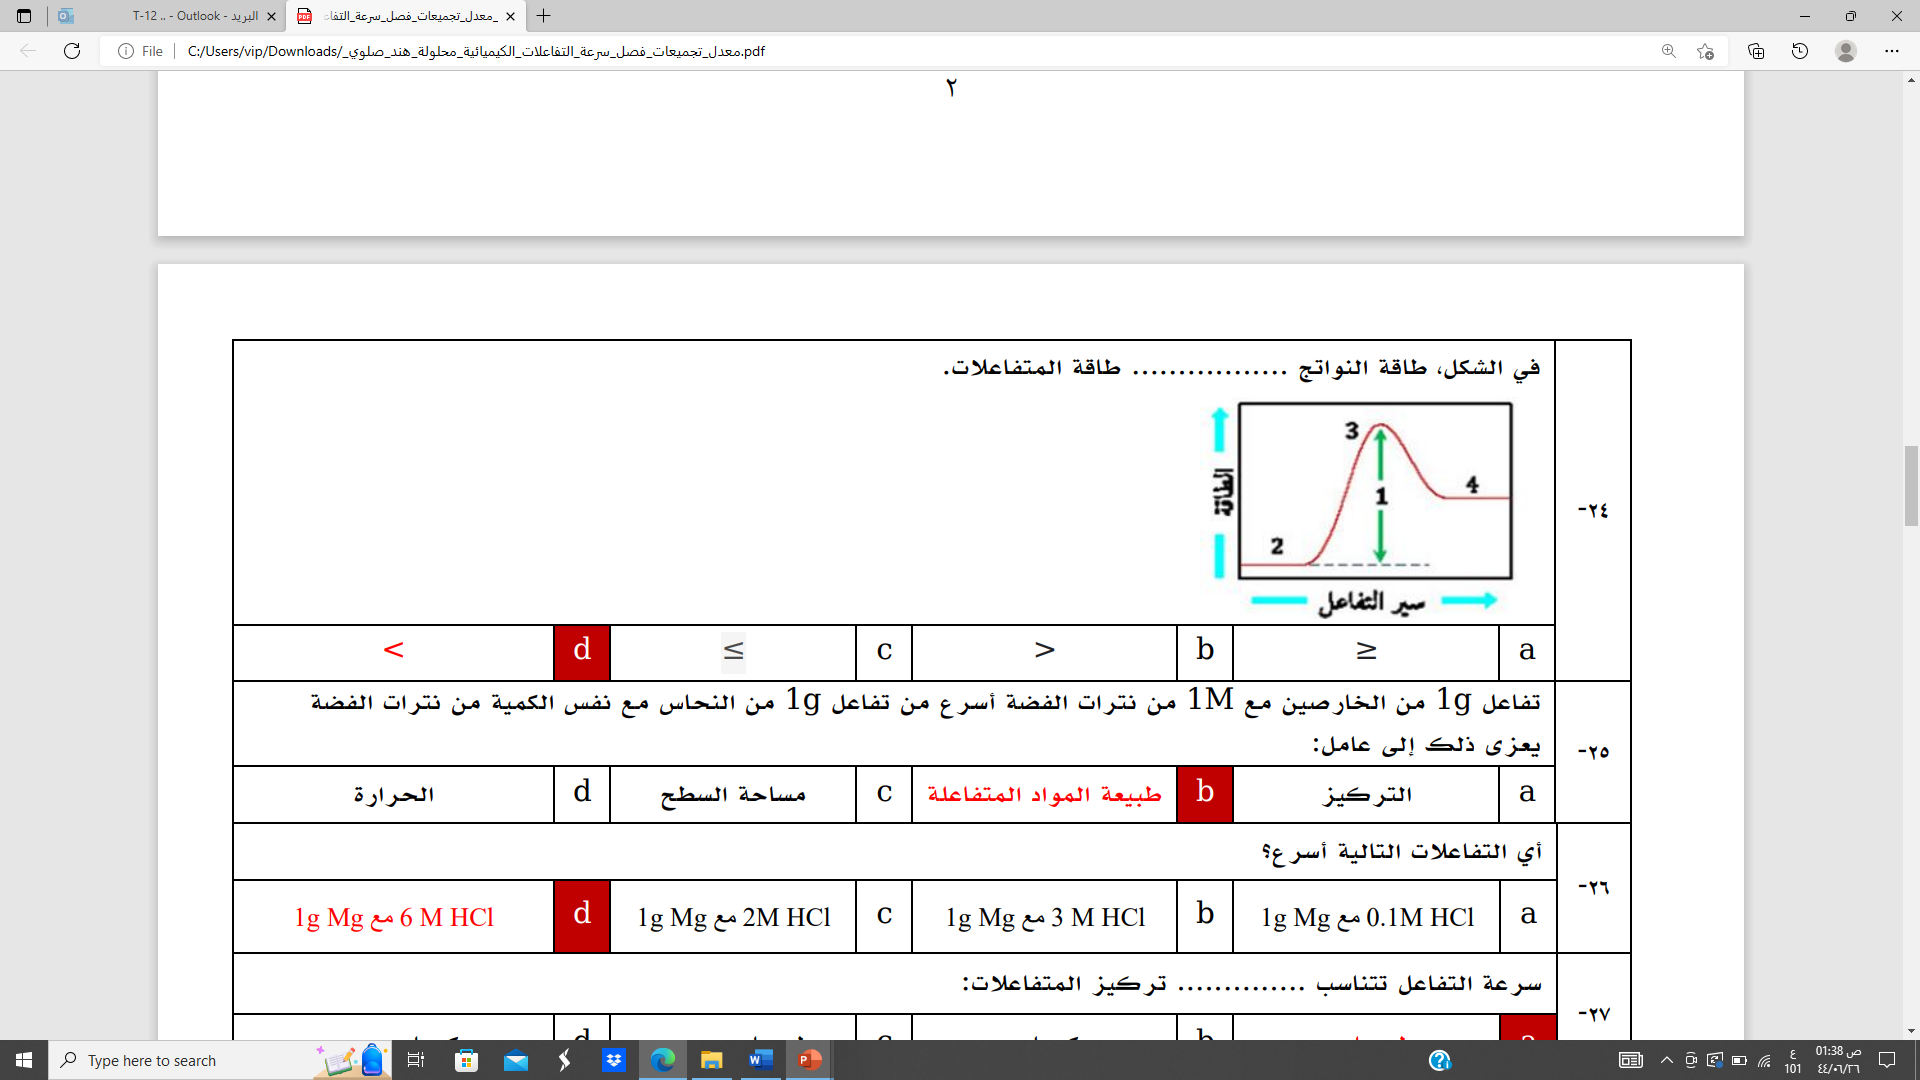 T-12 .. - Outlook - البريد
_معدل_تجميعات_فصل_سرعة_التفاء
File
C:/Users/vip/Downloads/_معدل_تجميعات_فصل_سرعة_التفاعلات_الكيميائية_محلولة_هند_صلوي.pdf
٢
٢٤-
في الشكل، طاقة النواتج ................. طاقة المتفاعلات.
3
1
4
2
الطاقة
سير التفاعل
a ≥ b > c ≤ d <
٢٥-
تفاعل 1g من الخارصين مع 1M من نترات الفضة أسرع من تفاعل 1g من النحاس مع نفس الكمية من نترات الفضة
يعزى ذلك إلى عامل:
a التركيز b طبيعة المواد المتفاعلة c مساحة السطح d الحرارة
٢٦-
أي التفاعلات التالية أسرع؟
a 1g Mg مع 0.1M HCl b 1g Mg مع 3 M HCl c 1g Mg مع 2M HCl d 1g Mg مع 6 M HCl
٢٧-
سرعة التفاعل تتناسب .............. تركيز المتفاعلات:
Type here to search
ع
101
01:38 ص
٤٤/٠٦/٢٦